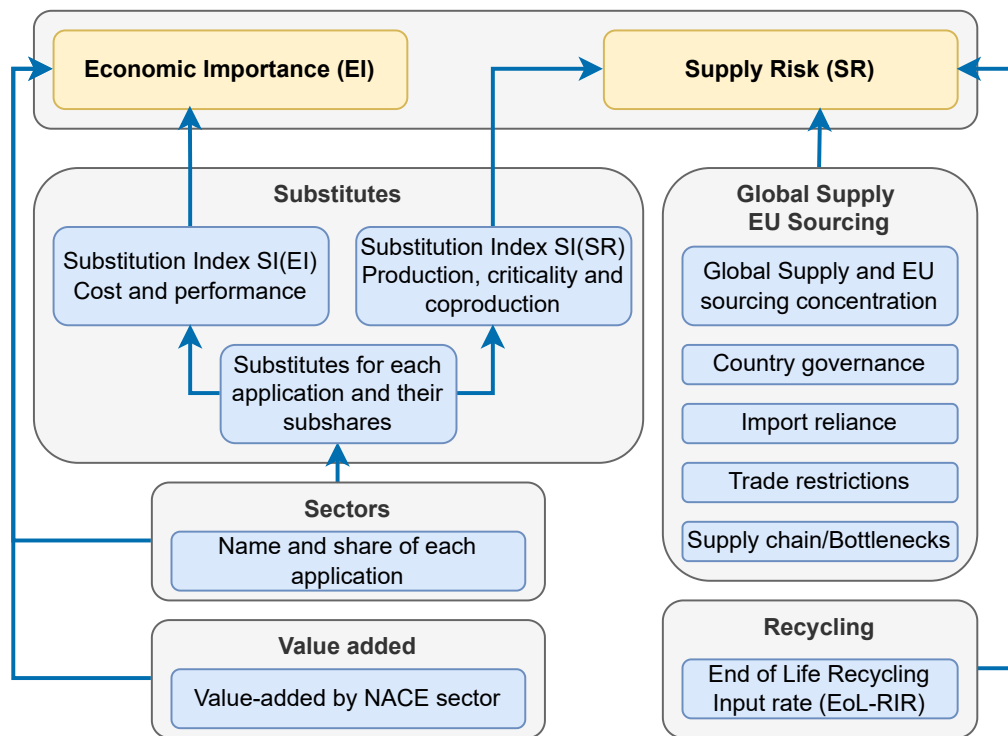 Economic Importance (EI)
Supply Risk (SR)
Substitutes
Substitution Index SI(EI)
Cost and performance
Substitution Index SI(SR)
Production, criticality and
coproduction
Substitutes for each
application and their
subshares
Sectors
Name and share of each
application
Value added
Value-added by NACE sector
Global Supply
EU Sourcing
Global Supply and EU
sourcing concentration
Country governance
Import reliance
Trade restrictions
Supply chain/Bottlenecks
Recycling
End of Life Recycling
Input rate (EoL-RIR)